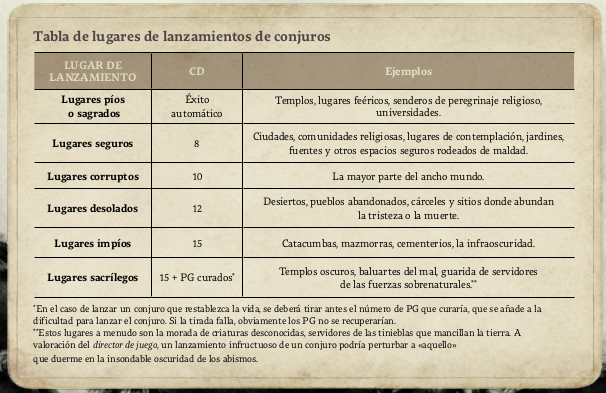 Tabla de lugares de lanzamientos de conjuros
LUGAR DE
LANZAMIENTO
CD
Ejemplos
Lugares píos
o sagrados
Éxito
automático
Templos, lugares feéricos, senderos de peregrinaje religioso,
universidades.
Lugares seguros
8
Ciudades, comunidades religiosas, lugares de contemplación, jardines,
fuentes y otros espacios seguros rodeados de maldad.
Lugares corruptos
10
La mayor parte del ancho mundo.
Lugares desolados
12
Desiertos, pueblos abandonados, cárceles y sitios donde abundan
la tristeza o la muerte.
Lugares impíos
15
Catacumbas, mazmorras, cementerios, la infraoscuridad.
Lugares sacrílegos
15 + PG curados*
Templos oscuros, baluartes del mal, guarida de servidores
de las fuerzas sobrenaturales.**
*En el caso de lanzar un conjuro que restablezca la vida, se deberá tirar antes el número de PG que curaría, que se añade a la
dificultad para lanzar el conjuro. Si la tirada falla, obviamente los PG no se recuperarían.
**Estos lugares a menudo son la morada de criaturas desconocidas, servidores de las tinieblas que mancillan la tierra. A
valoración del director de juego, un lanzamiento infructuoso de un conjuro podría perturbar a «aquello»
que duerme en la insondable oscuridad de los abismos.